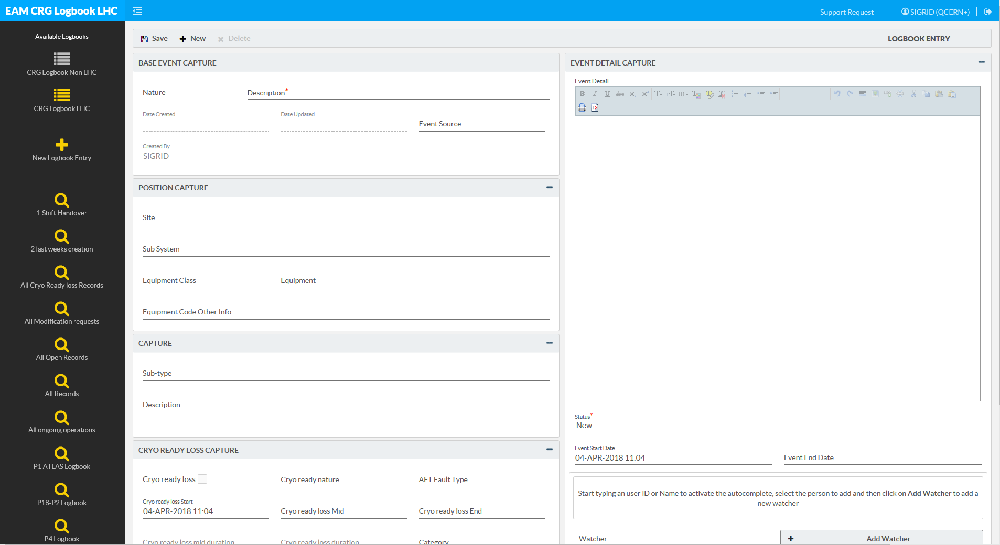 EAM CRG Logbook LHC
Support Request
SIGRID (QCERN+)
Available Logbooks
CRG Logbook Non LHC
CRG Logbook LHC
New Logbook Entry
1.Shift Handover
2 last weeks creation
All Cryo Ready loss Records
All Modification requests
All Open Records
All Records
All ongoing operations
P1 ATLAS Logbook
P18-P2 Logbook
P4 Logbook
Save New Delete
LOGBOOK ENTRY
BASE EVENT CAPTURE
Nature Description*
Date Created Date Updated
Event Source
Created By
SIGRID
POSITION CAPTURE
Site
Sub System
Equipment Class Equipment
Equipment Code Other Info
CAPTURE
Sub-type
Description
CRYO READY LOSS CAPTURE
Cryo ready loss Cryo ready nature AFT Fault Type
Cryo ready loss Start
04-APR-2018 11:04 Cryo ready loss Mid Cryo ready loss End
Cryo ready loss mid duration Cryo ready loss duration Category
EVENT DETAIL CAPTURE
Event Detail
Status*
New
Event Start Date
04-APR-2018 11:04 Event End Date
Start typing an user ID or Name to activate the autocomplete, select the person to add and then click on Add Watcher to add a
new watcher
Watcher Add Watcher